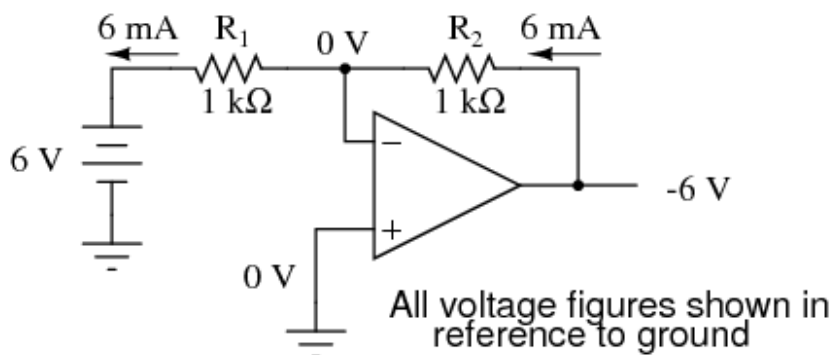 6 mA
R₁
0 V
R₂
6 mA
1 kΩ
1 kΩ
6 V
−
+
-6 V
0 V
All voltage figures shown in
reference to ground